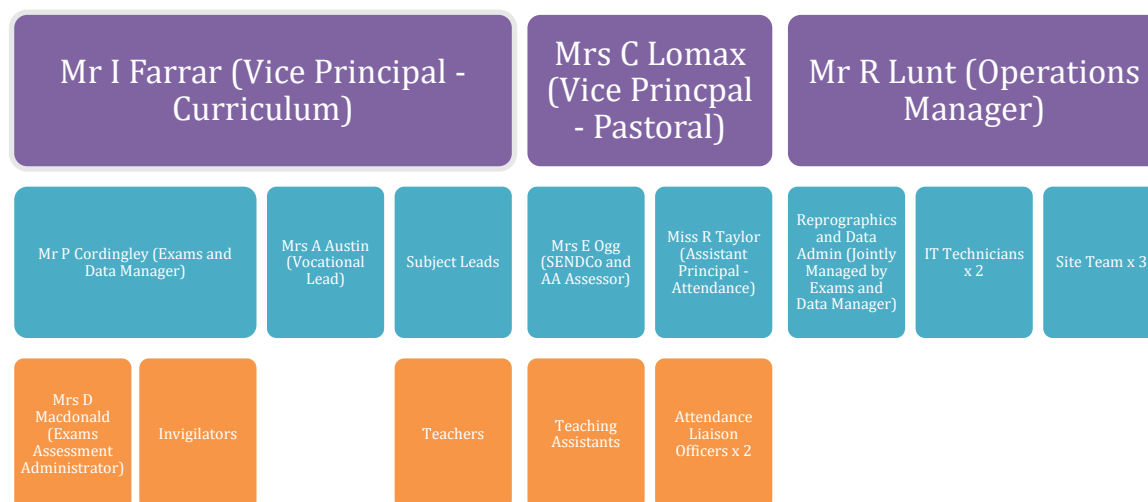 Mr I Farrar (Vice Principal -
Curriculum)
Mrs C Lomax
(Vice Princpal
- Pastoral)
Mr R Lunt (Operations
Manager)
Mr P Cordingley (Exams and
Data Manager)
Mrs A Austin
(Vocational
Lead)
Subject Leads
Mrs E Ogg
(SENDCo and
AA Assessor)
Miss R Taylor
(Assistant
Principal -
Attendance)
Reprographics
and Data
Admin (Jointly
Managed by
Exams and
Data Manager)
IT Technicians
x 2
Site Team x 3
Mrs D
Macdonald
(Exams
Assessment
Administrator)
Invigilators
Teachers
Teaching
Assistants
Attendance
Liaison
Officers x 2